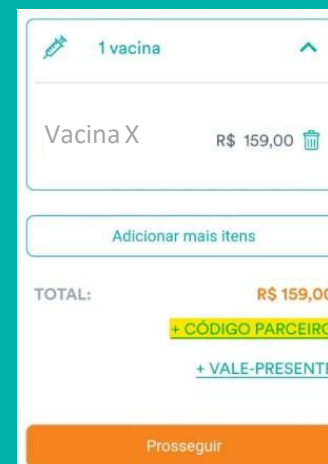 1 vacina
Vacina X R$ 159,00
Adicionar mais itens
TOTAL: R$ 159,00
+ CÓDIGO PARCEIRO
+ VALE-PRESENTE
Prosseguir